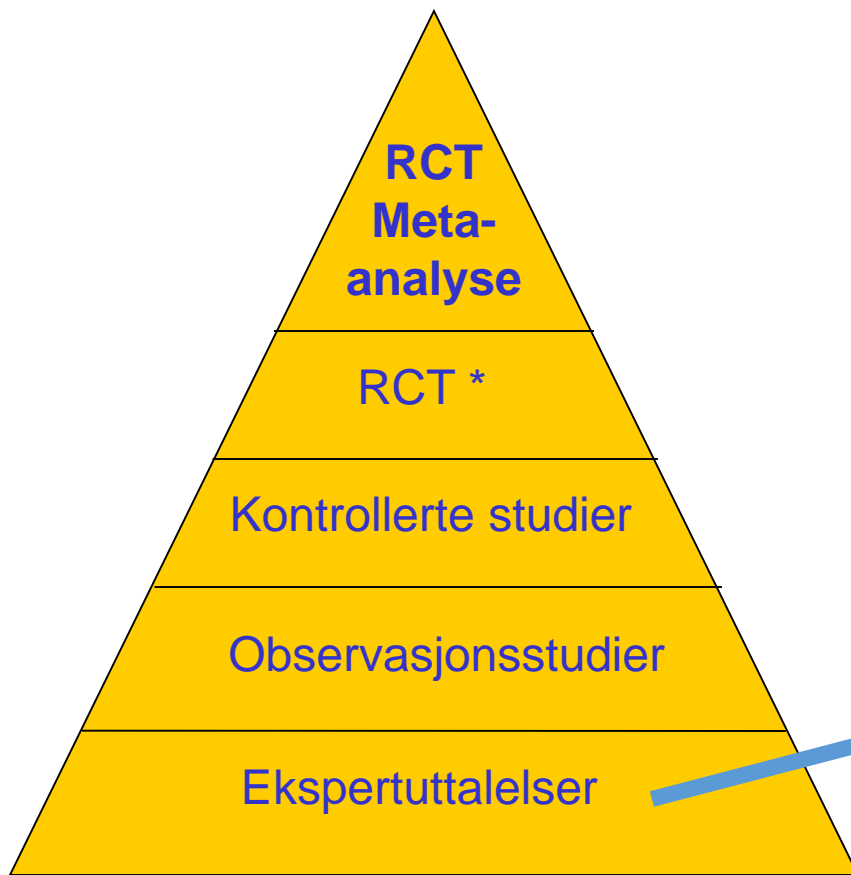 RCT
Meta-
analyse
RCT *
Kontrollerte studier
Observasjonsstudier
Ekspertuttalelser